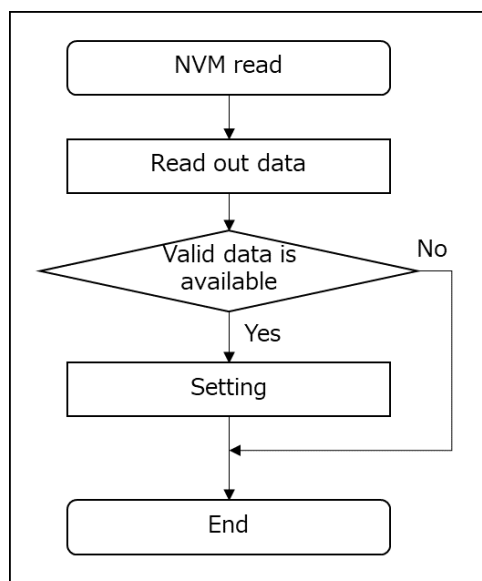 NVM read
Read out data
Valid data is
available
No
Yes
Setting
End